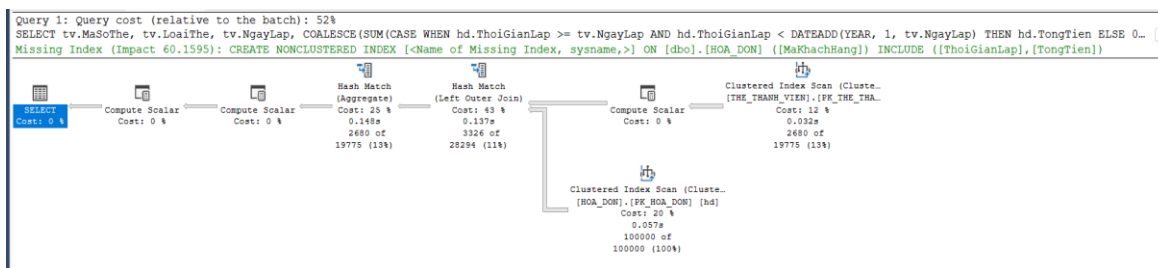 Query 1: Query cost (relative to the batch): 52%
SELECT tv.MaSoThe, tv.LoaiThe, tv.NgayLap, COALESCE(SUM(CASE WHEN hd.ThoiGianLap >= tv.NgayLap AND hd.ThoiGianLap < DATEADD(YEAR, 1, tv.NgayLap) THEN hd.TongTien ELSE 0…
Missing Index (Impact 60.1595): CREATE NONCLUSTERED INDEX [<Name of Missing Index, sysname,>] ON [dbo].[HOA_DON] ([MaKhachHang]) INCLUDE ([ThoiGianLap],[TongTien])
SELECT
Cost: 0 %
Compute Scalar
Cost: 0 %
Compute Scalar
Cost: 0 %
Hash Match
(Aggregate)
Cost: 25 %
0.148s
2680 of
19775 (13%)
Hash Match
(Left Outer Join)
Cost: 43 %
0.137s
3326 of
28294 (11%)
Compute Scalar
Cost: 0 %
Clustered Index Scan (Cluste…
[THE_THANH_VIEN].[PK_THE_THA…
Cost: 12 %
0.032s
2680 of
19775 (13%)
Clustered Index Scan (Cluste…
[HOA_DON].[PK_HOA_DON] [hd]
Cost: 20 %
0.057s
100000 of
100000 (100%)